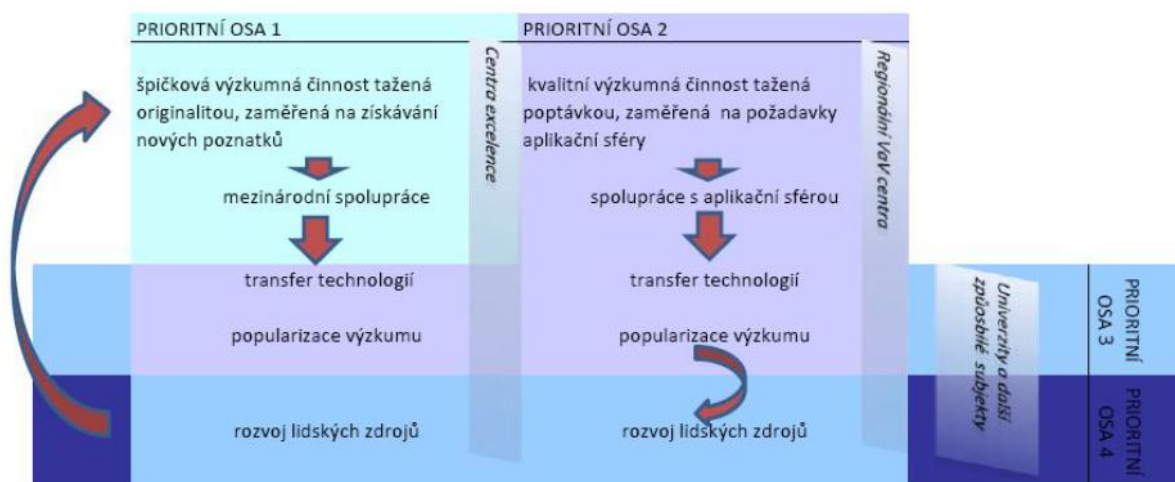 PRIORITNÍ OSA 1
špičková výzkumná činnost tažená
originalitou, zaměřená na získávání
nových poznatků
mezinárodní spolupráce
transfer technologií
popularizace výzkumu
rozvoj lidských zdrojů
Centra excelence
PRIORITNÍ OSA 2
kvalitní výzkumná činnost tažená
poptávkou, zaměřená na požadavky
aplikační sféry
spolupráce s aplikační sférou
transfer technologií
popularizace výzkumu
rozvoj lidských zdrojů
Regionální VaV centra
Univerzity a další
způsobilé subjekty
PRIORITNÍ
OSA 3
PRIORITNÍ
OSA 4